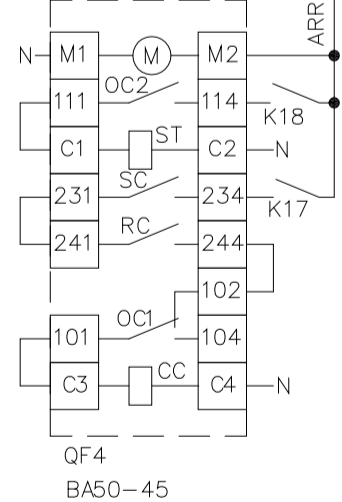 ARR
N M1 M M2
OC2
111 114
K18
ST
C1 C2 N
SC
231 234
K17
RC
241 244
102
OC1
101 104
CC
C3 C4 N
QF4
BA50-45